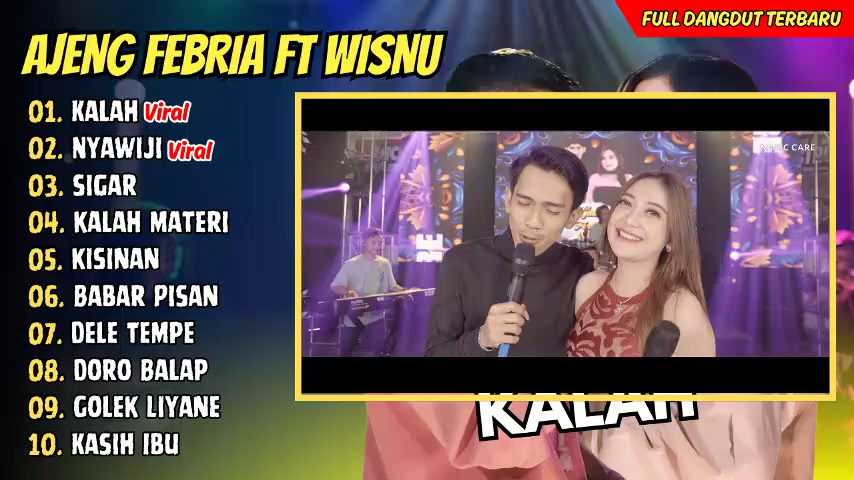 FULL DANGDUT TERBARU
AJENG FEBRIA FT WISNU
01. KALAH Viral
02. NYAWIJI Viral
03. SIGAR
04. KALAH MATERI
05. KISINAN
06. BABAR PISAN
07. DELE TEMPE
08. DORO BALAP
09. GOLEK LIYANE
10. KASIH IBU
CARE
KALAH